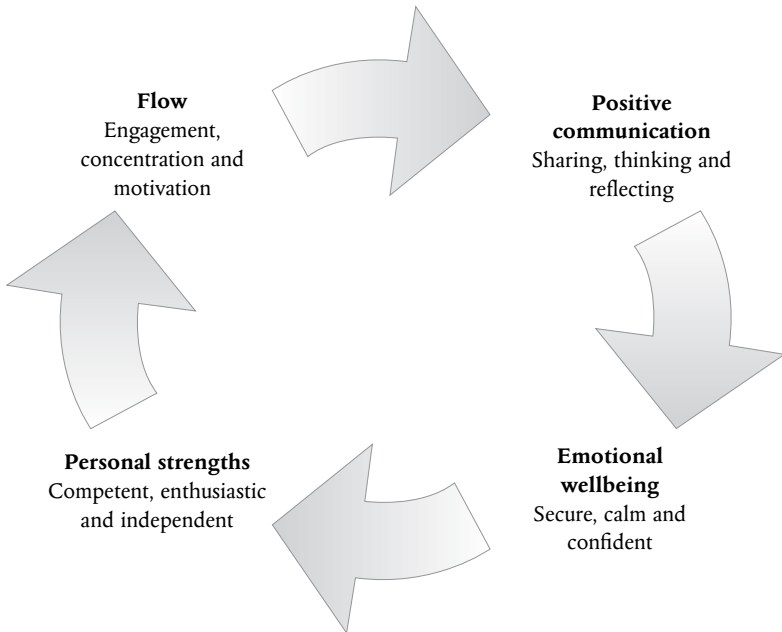 Flow
Engagement,
concentration and
motivation
Positive
communication
Sharing, thinking and
reflecting
Emotional
wellbeing
Secure, calm and
confident
Personal strengths
Competent, enthusiastic
and independent